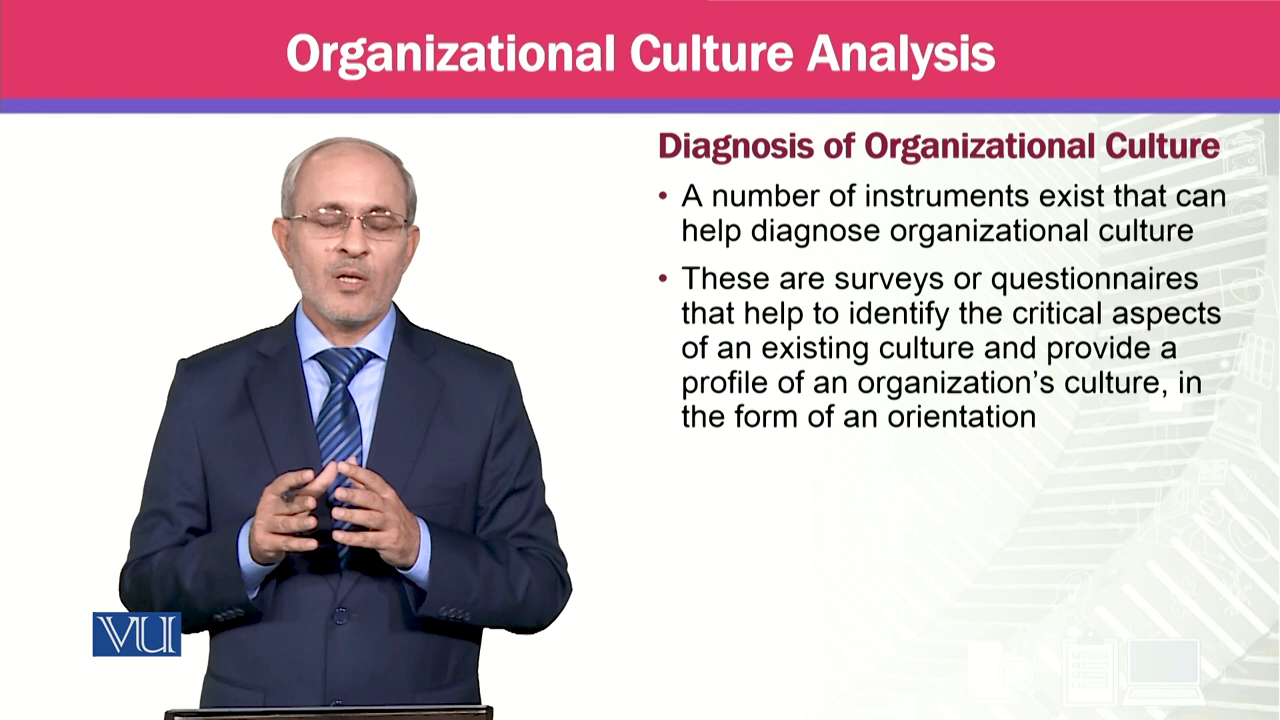 Organizational Culture Analysis
Diagnosis of Organizational Culture
• A number of instruments exist that can
help diagnose organizational culture
• These are surveys or questionnaires
that help to identify the critical aspects
of an existing culture and provide a
profile of an organization’s culture, in
the form of an orientation
VU